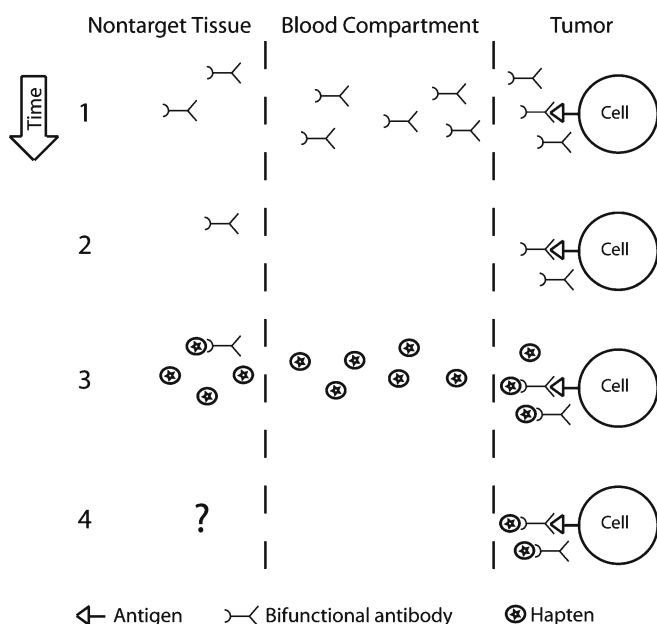 Nontarget Tissue Blood Compartment Tumor
Time
1
Cell
2
Cell
3
Cell
4
?
Cell
Antigen Bifunctional antibody Hapten